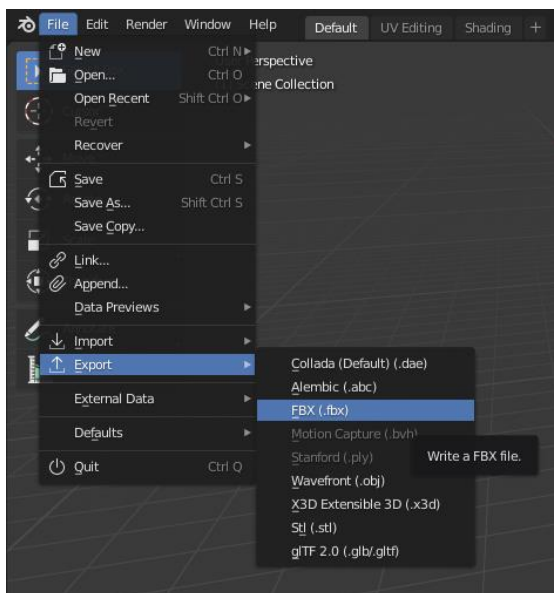 File Edit Render Window Help Default UV Editing Shading +
New Ctrl N
erspective
Open... Ctrl O
ene Collection
Open Recent Shift Ctrl O
Revert
Recover
Save Ctrl S
Save As... Shift Ctrl S
Save Copy...
Link...
Append...
Data Previews
Import
Export
External Data
Defaults
Quit Ctrl Q
Collada (Default) (.dae)
Alembic (.abc)
FBX (.fbx)
Motion Capture (.bvh)
Stanford (.ply)
Write a FBX file.
Wavefront (.obj)
X3D Extensible 3D (.x3d)
Stl (.stl)
glTF 2.0 (.glb/.gltf)